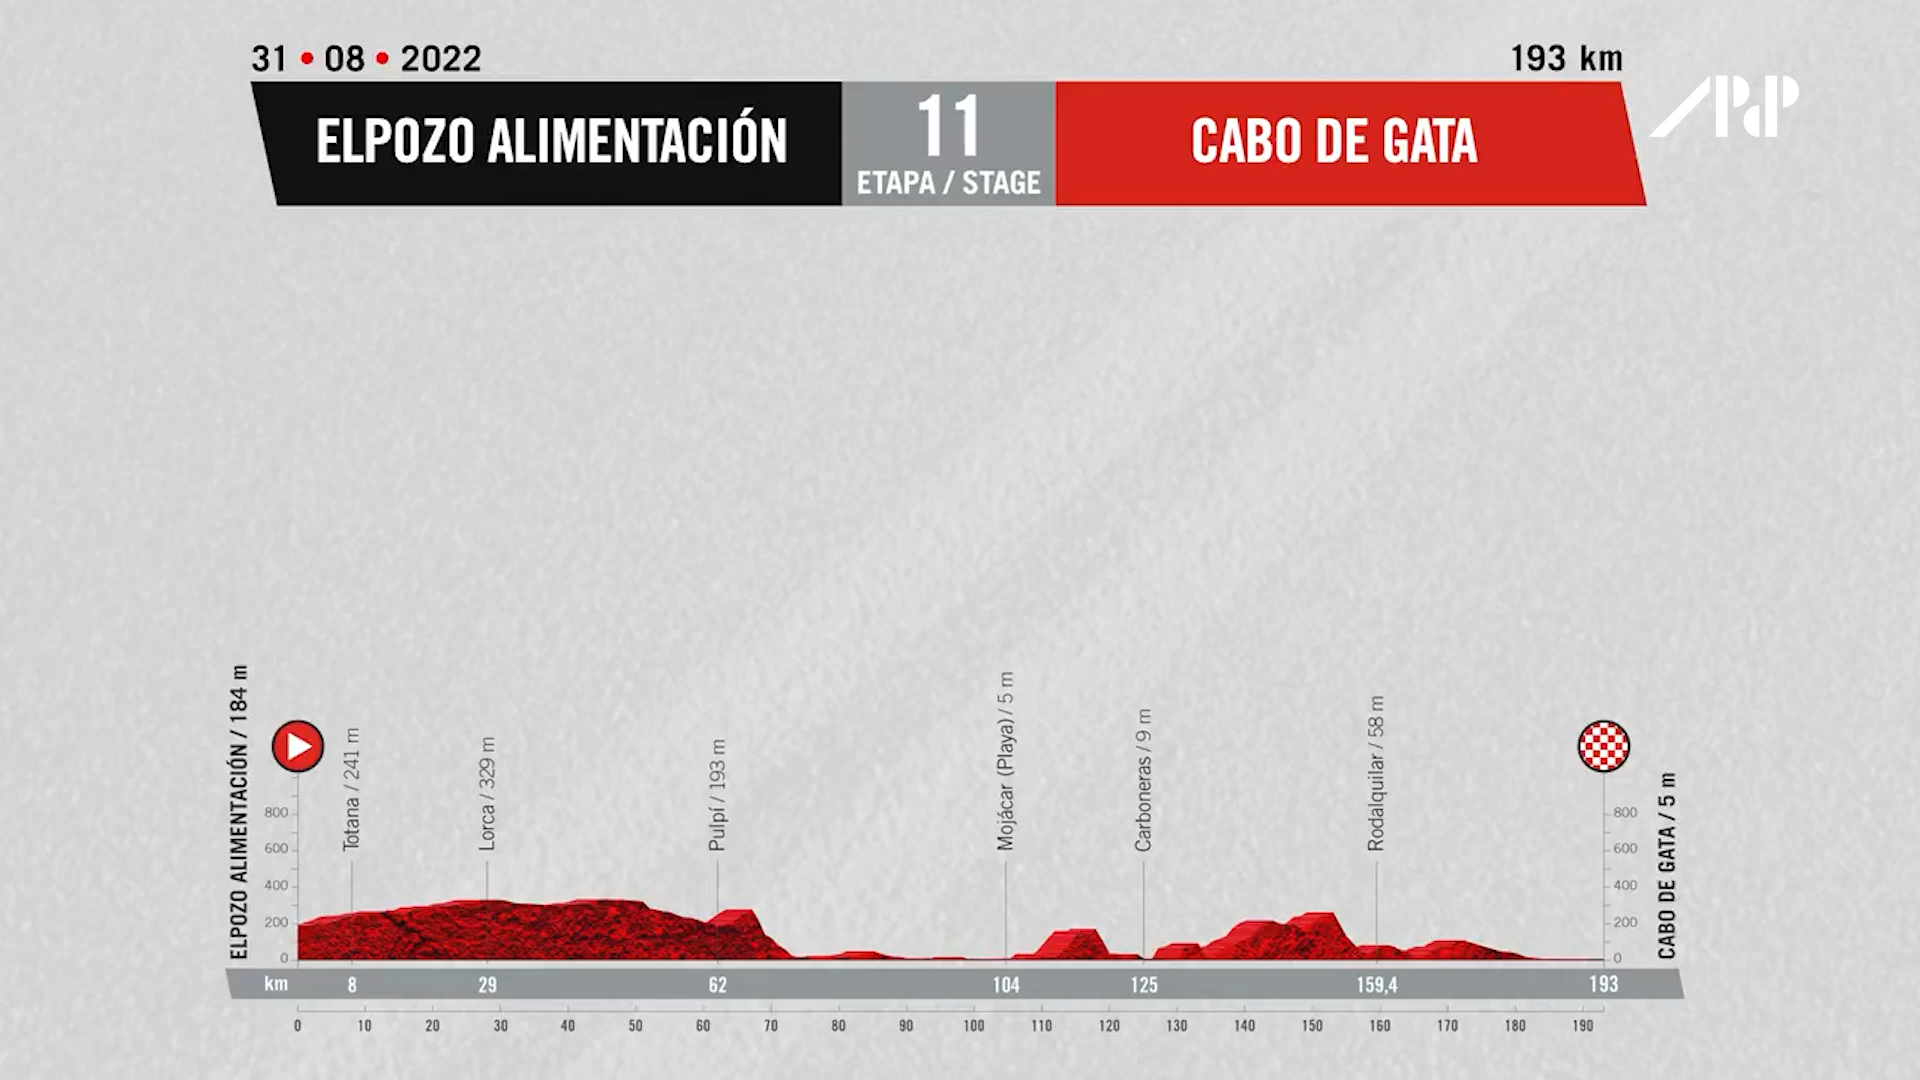 31 • 08 • 2022
193 km
ELPOZO ALIMENTACIÓN
11
ETAPA / STAGE
CABO DE GATA
ELPOZO ALIMENTACIÓN / 184 m
Totana / 241 m
Lorca / 329 m
Pulpí / 193 m
Mojácar (Playa) / 5 m
Carboneras / 9 m
Rodalquilar / 58 m
CABO DE GATA / 5 m
800 800
600 600
400 400
200 200
0 0
km 8 29 62 104 125 159,4 193
0 10 20 30 40 50 60 70 80 90 100 110 120 130 140 150 160 170 180 190